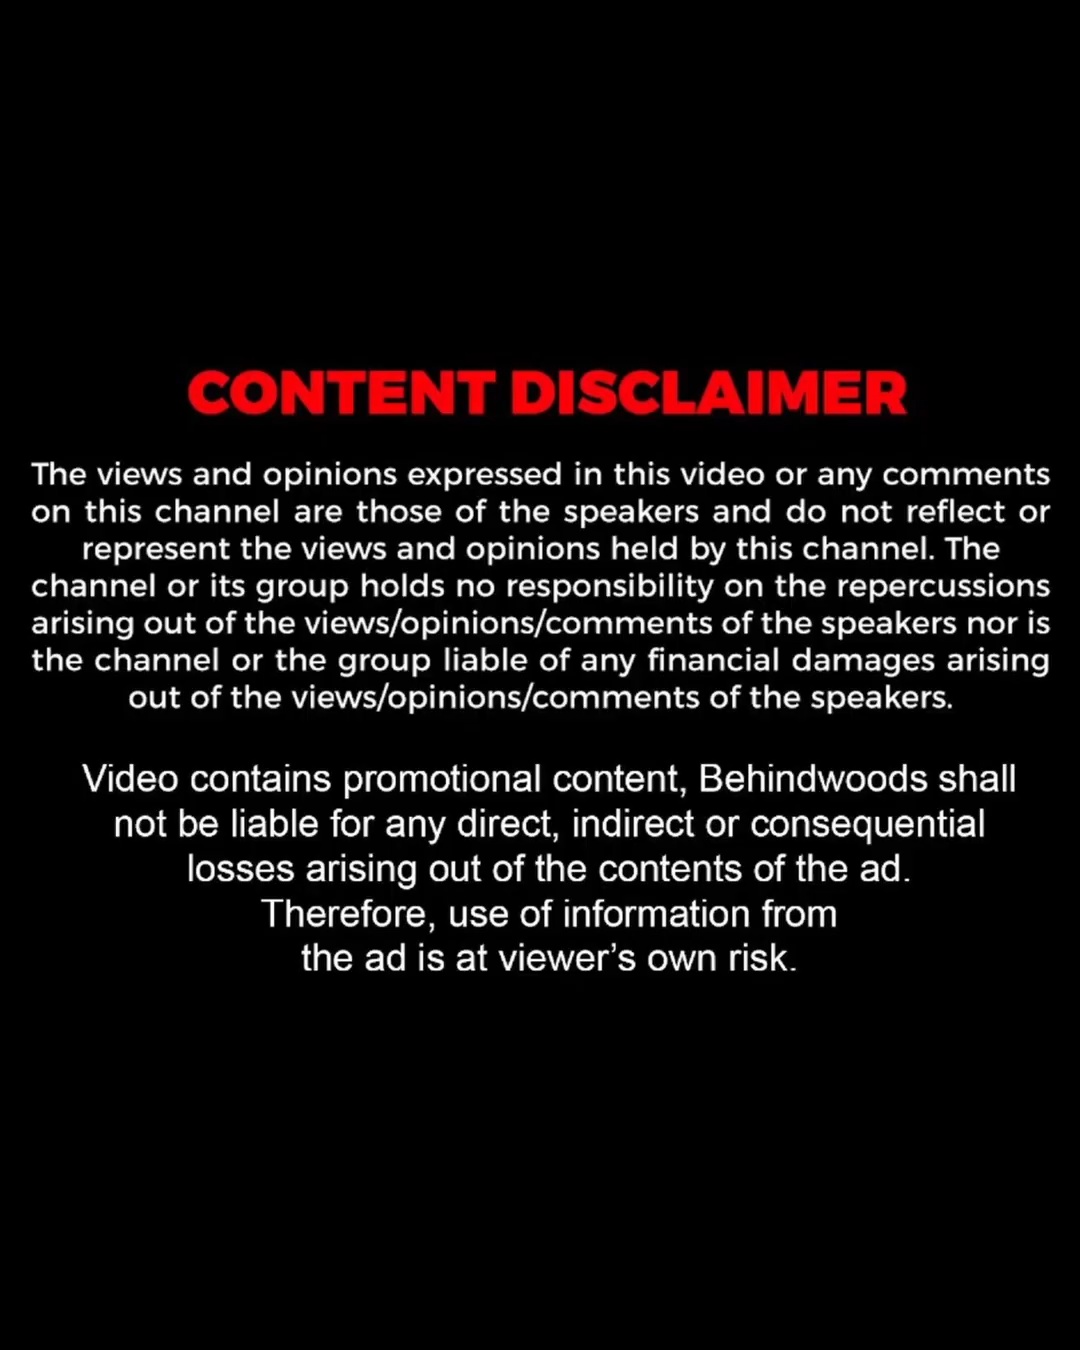 CONTENT DISCLAIMER
The views and opinions expressed in this video or any comments
on this channel are those of the speakers and do not reflect or
represent the views and opinions held by this channel. The
channel or its group holds no responsibility on the repercussions
arising out of the views/opinions/comments of the speakers nor is
the channel or the group liable of any financial damages arising
out of the views/opinions/comments of the speakers.
Video contains promotional content, Behindwoods shall
not be liable for any direct, indirect or consequential
losses arising out of the contents of the ad.
Therefore, use of information from
the ad is at viewer’s own risk.